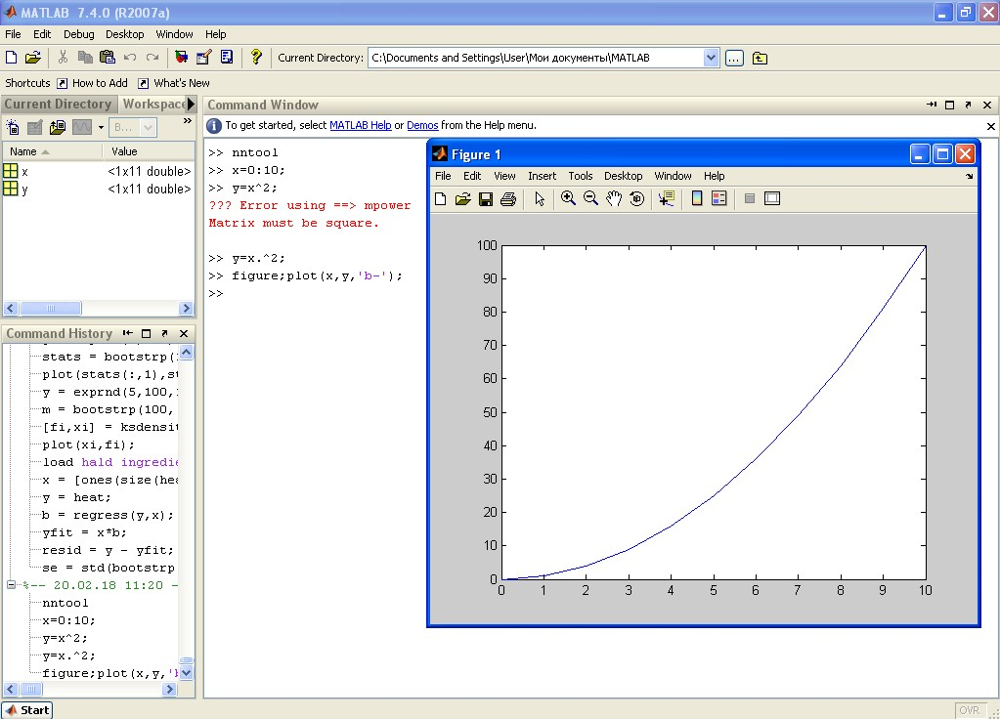 MATLAB 7.4.0 (R2007a)
File Edit Debug Desktop Window Help
Current Directory: C:\Documents and Settings\User\Мои документы\MATLAB
Shortcuts How to Add What's New
Current Directory Workspace
B...
Name Value
x <1x11 double>
y <1x11 double>
Command History
stats = bootstrp(
plot(stats(:,1),st
y = exprnd(5,100,
m = bootstrp(100,
[fi,xi] = ksdensit
plot(xi,fi);
load hald ingredie
x = [ones(size(hea
y = heat;
b = regress(y,x);
yfit = x*b;
resid = y - yfit;
se = std(bootstrp
%-- 20.02.18 11:20 -
nntool
x=0:10;
y=x^2;
y=x.^2;
figure;plot(x,y,'b
Command Window
To get started, select MATLAB Help or Demos from the Help menu.
>> nntool
>> x=0:10;
>> y=x^2;
??? Error using ==> mpower
Matrix must be square.
>> y=x.^2;
>> figure;plot(x,y,'b-');
>>
Figure 1
File Edit View Insert Tools Desktop Window Help
100
90
80
70
60
50
40
30
20
10
0
0 1 2 3 4 5 6 7 8 9 10
Start
OVR